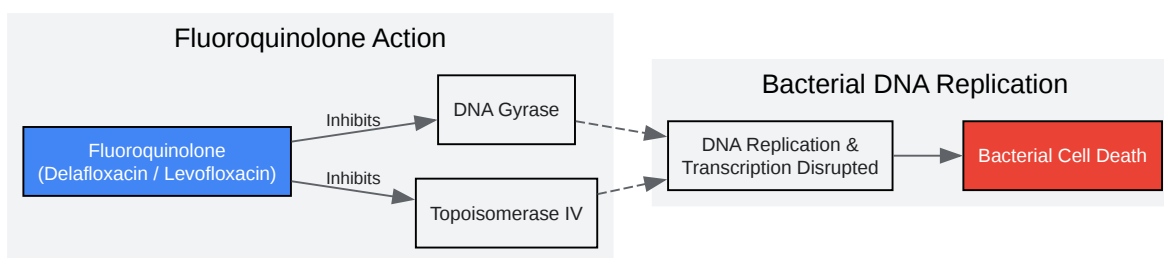 Fluoroquinolone Action
Fluoroquinolone
(Delafloxacin / Levofloxacin)
Inhibits
Inhibits
DNA Gyrase
Topoisomerase IV
Bacterial DNA Replication
DNA Replication &
Transcription Disrupted
Bacterial Cell Death